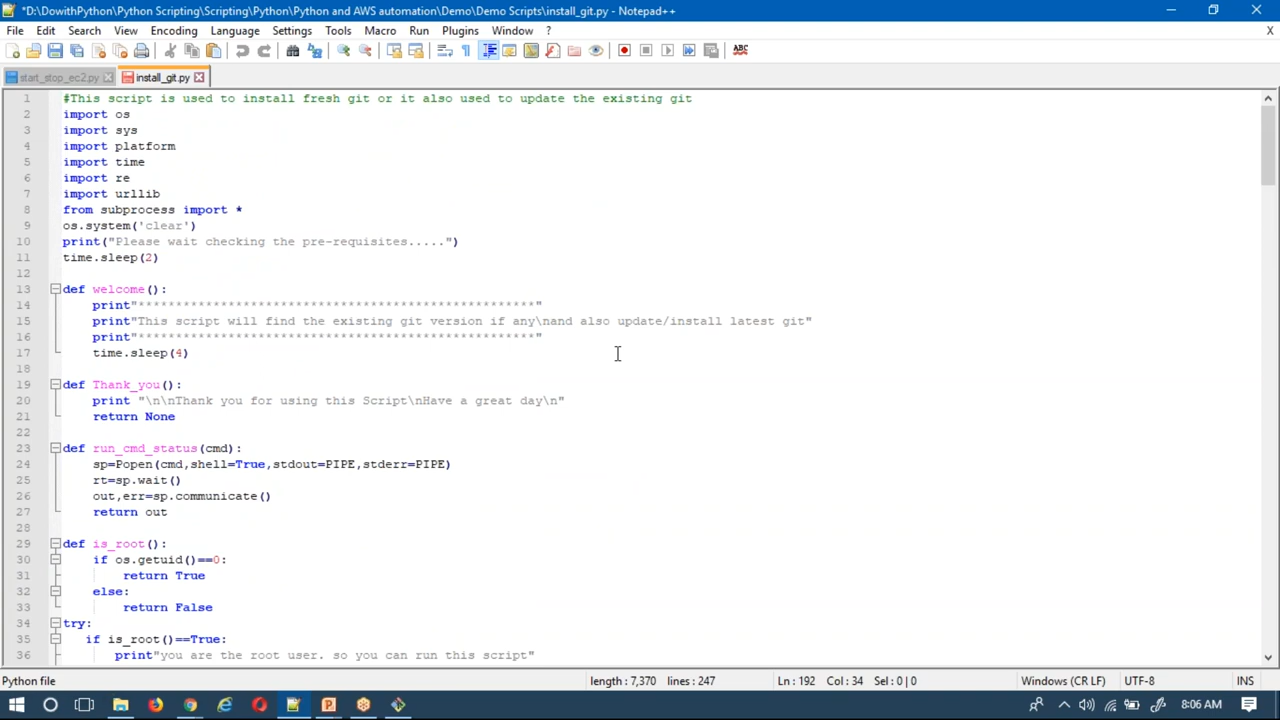 *D:\DowithPython\Python Scripting\Scripting\Python\Python and AWS automation\Demo\Demo Scripts\install_git.py - Notepad++
File Edit Search View Encoding Language Settings Tools Macro Run Plugins Window ? X
ABC
start_stop_ec2.py install_git.py
1 #This script is used to install fresh git or it also used to update the existing git
2 import os
3 import sys
4 import platform
5 import time
6 import re
7 import urllib
8 from subprocess import *
9 os.system('clear')
10 print("Please wait checking the pre-requisites.....")
11 time.sleep(2)
12
13 def welcome():
14 print"*****************************************************"
15 print"This script will find the existing git version if any\nand also update/install latest git"
16 print"*****************************************************"
17 time.sleep(4)
18
19 def Thank_you():
20 print "\n\nThank you for using this Script\nHave a great day\n"
21 return None
22
23 def run_cmd_status(cmd):
24 sp=Popen(cmd,shell=True,stdout=PIPE,stderr=PIPE)
25 rt=sp.wait()
26 out,err=sp.communicate()
27 return out
28
29 def is_root():
30 if os.getuid()==0:
31 return True
32 else:
33 return False
34 try:
35 if is_root()==True:
36 print"you are the root user. so you can run this script"
Python file length : 7,370 lines : 247 Ln : 192 Col : 34 Sel : 0 | 0 Windows (CR LF) UTF-8 INS
8:06 AM